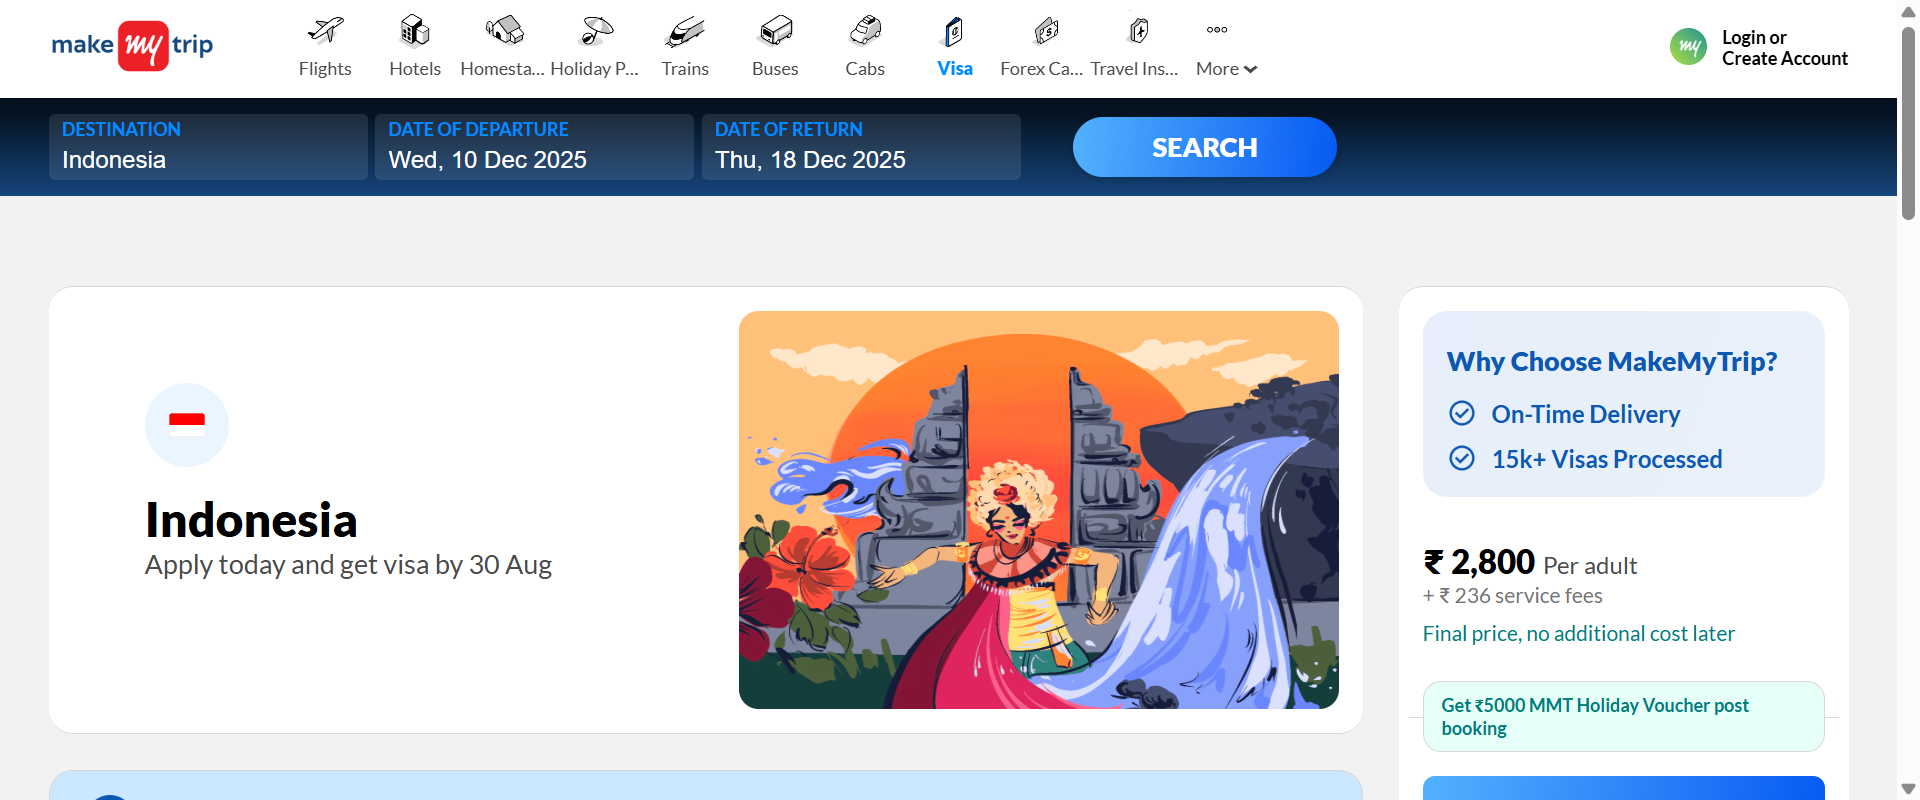 make my trip
Flights
Hotels
Homesta...
Holiday P...
Trains
Buses
Cabs
Visa
Forex Ca...
Travel Ins...
More
my
Login or
Create Account
DESTINATION
Indonesia
DATE OF DEPARTURE
Wed, 10 Dec 2025
DATE OF RETURN
Thu, 18 Dec 2025
SEARCH
Indonesia
Apply today and get visa by 30 Aug
Why Choose MakeMyTrip?
On-Time Delivery
15k+ Visas Processed
₹ 2,800 Per adult
+ ₹ 236 service fees
Final price, no additional cost later
Get ₹5000 MMT Holiday Voucher post
booking